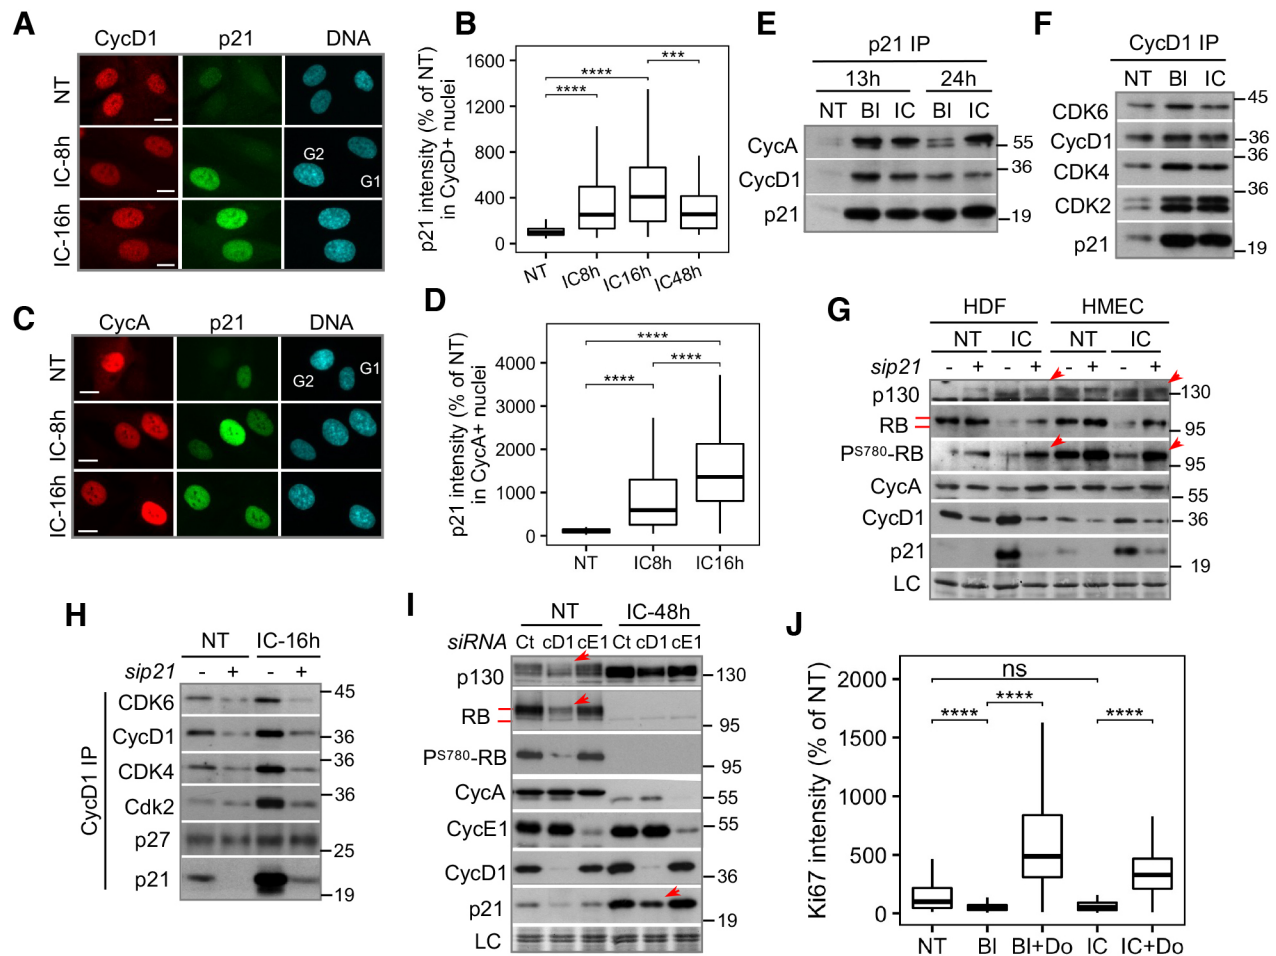 A
CycD1 p21 DNA
NT
IC-8h
G2
G1
IC-16h
B
p21 intensity (% of NT)
in CycD+ nuclei
1600
1200
800
400
0
****
****
***
NT IC8h IC16h IC48h
C
CycA p21 DNA
NT
G2
G1
IC-8h
IC-16h
D
p21 intensity (% of NT)
in CycA+ nuclei
4000
3000
2000
1000
0
****
****
****
NT IC8h IC16h
E
p21 IP
13h 24h
NT BI IC BI IC
CycA 55
36
CycD1
p21 19
F
CycD1 IP
NT BI IC
45
CDK6
CycD1 36
36
CDK4
36
CDK2
p21 19
G
HDF HMEC
NT IC NT IC
sip21 - + - + - + - +
p130 130
RB 95
PS780-RB 95
CycA 55
CycD1 36
p21 19
LC
H
NT IC-16h
sip21 - + - +
CycD1 IP
CDK6 45
CycD1 36
CDK4 36
Cdk2 36
p27 25
p21 19
I
NT IC-48h
siRNA Ct cD1 cE1 Ct cD1 cE1
p130 130
RB 95
PS780-RB 95
CycA 55
CycE1 55
CycD1 36
p21 19
LC
J
Ki67 intensity (% of NT)
2000
1500
1000
500
0
ns
****
****
****
NT BI BI+Do IC IC+Do